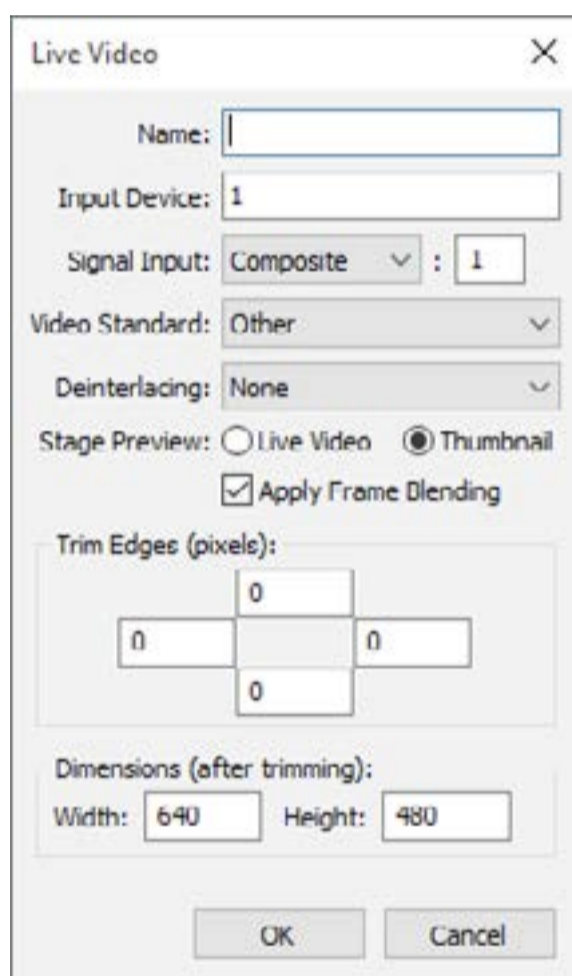 Live Video
Name:
Input Device: 1
Signal Input: Composite : 1
Video Standard: Other
Deinterlacing: None
Stage Preview: Live Video Thumbnail
Apply Frame Blending
Trim Edges (pixels):
0
0 0
0
Dimensions (after trimming):
Width: 640 Height: 480
OK Cancel